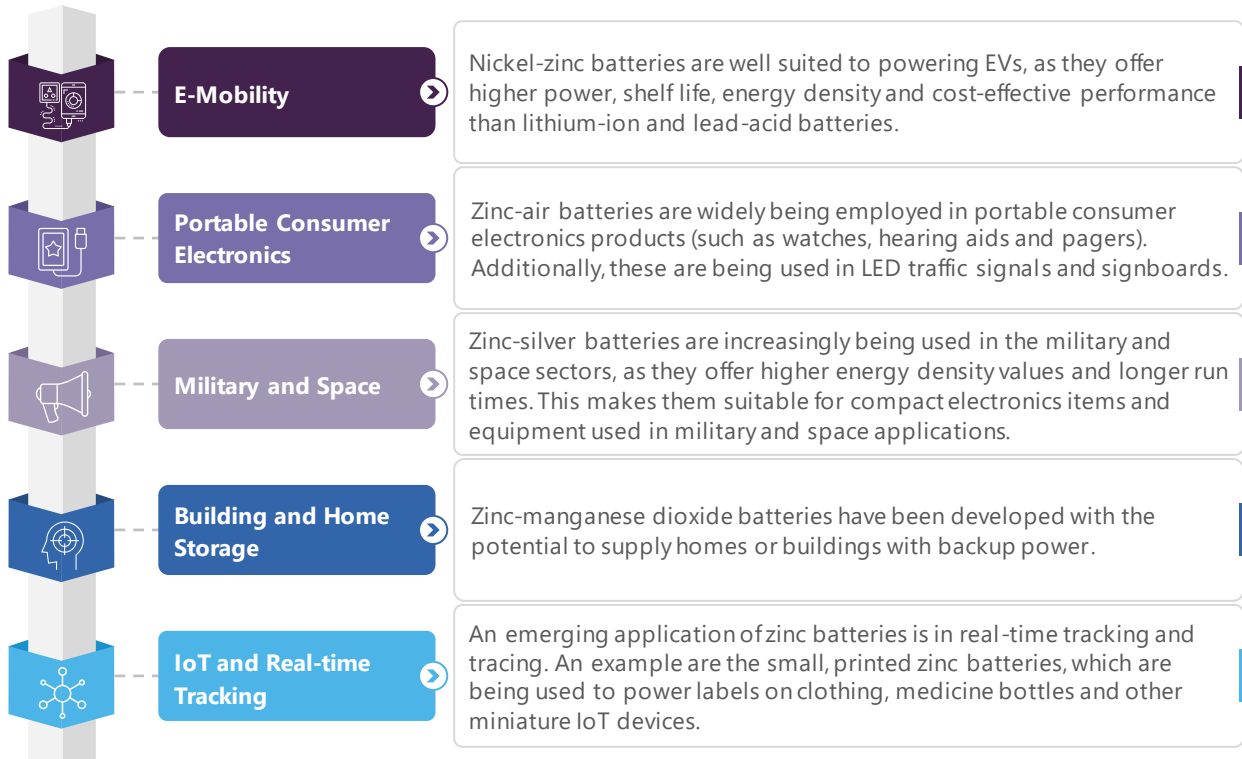 E-Mobility
Nickel-zinc batteries are well suited to powering EVs, as they offer
higher power, shelf life, energy density and cost-effective performance
than lithium-ion and lead-acid batteries.
Portable Consumer
Electronics
Zinc-air batteries are widely being employed in portable consumer
electronics products (such as watches, hearing aids and pagers).
Additionally, these are being used in LED traffic signals and signboards.
Military and Space
Zinc-silver batteries are increasingly being used in the military and
space sectors, as they offer higher energy density values and longer run
times. This makes them suitable for compact electronics items and
equipment used in military and space applications.
Building and Home
Storage
Zinc-manganese dioxide batteries have been developed with the
potential to supply homes or buildings with backup power.
IoT and Real-time
Tracking
An emerging application of zinc batteries is in real-time tracking and
tracing. An example are the small, printed zinc batteries, which are
being used to power labels on clothing, medicine bottles and other
miniature IoT devices.